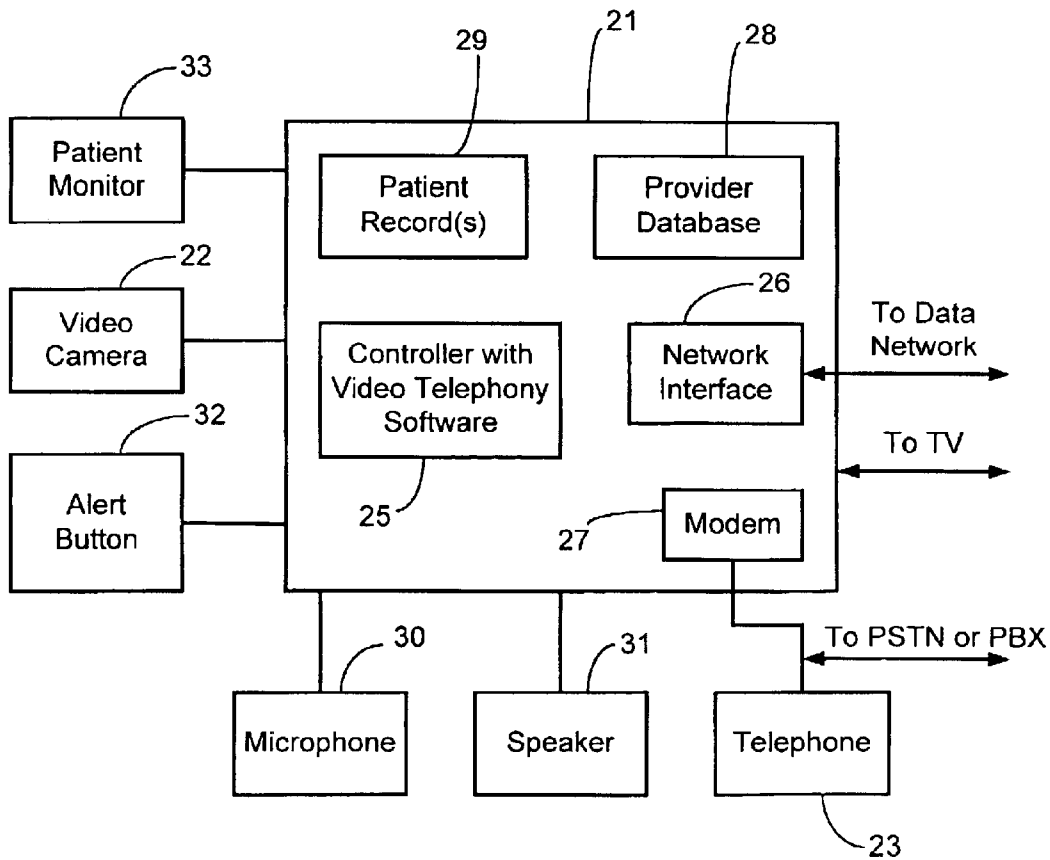 21
29
28
33
Patient
Monitor
Patient
Record(s)
Provider
Database
22
Video
Camera
26
Controller with
Video Telephony
Software
Network
Interface
To Data
Network
32
To TV
Alert
Button
25
27
Modem
30
31
To PSTN or PBX
Microphone
Speaker
Telephone
23